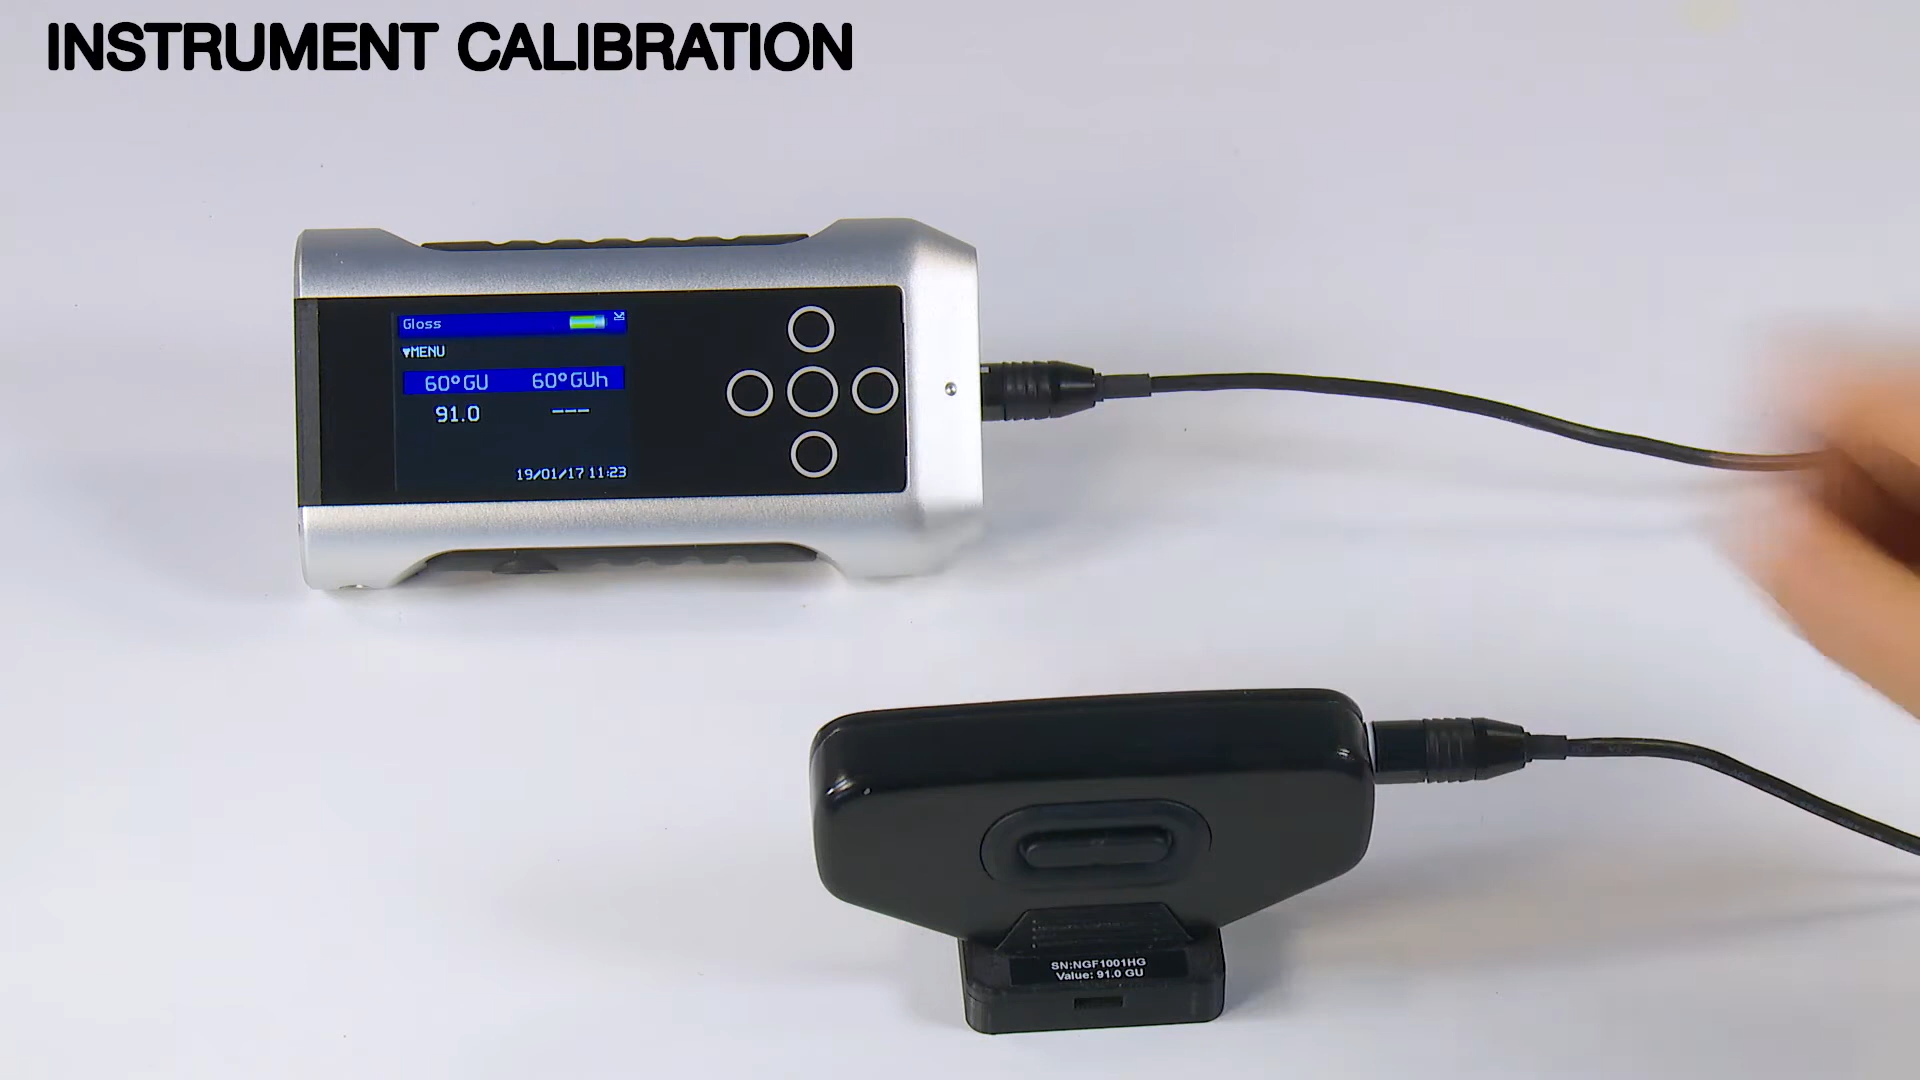 INSTRUMENT CALIBRATION
Gloss
▼MENU
60°GU 60°GUh
91.0 ---
19/01/17 11:23
SN:NGF1001HG
Value: 91.0 GU